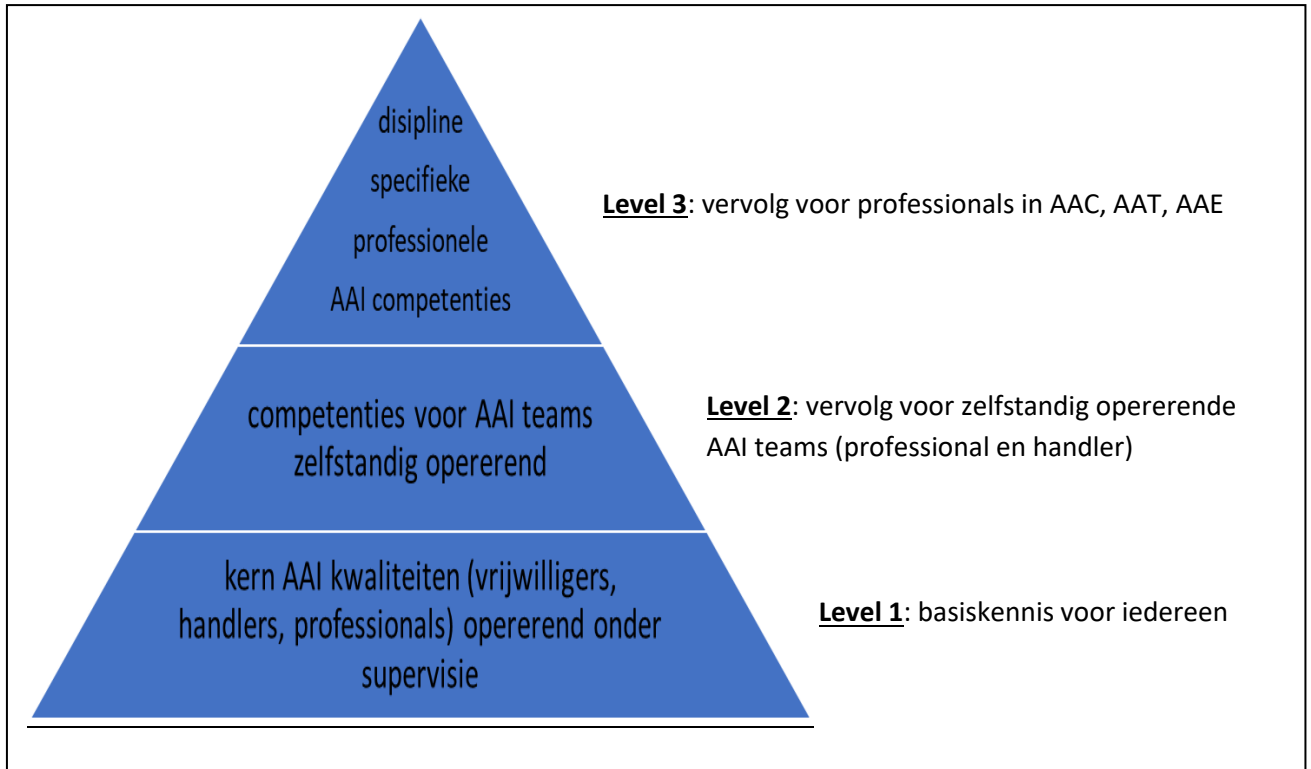 disipline
specifieke
professionele
AAI competenties
Level 3: vervolg voor professionals in AAC, AAT, AAE
competenties voor AAI teams
zelfstandig opererend
Level 2: vervolg voor zelfstandig opererende
AAI teams (professional en handler)
kern AAI kwaliteiten (vrijwilligers,
handlers, professionals) opererend onder
supervisie
Level 1: basiskennis voor iedereen